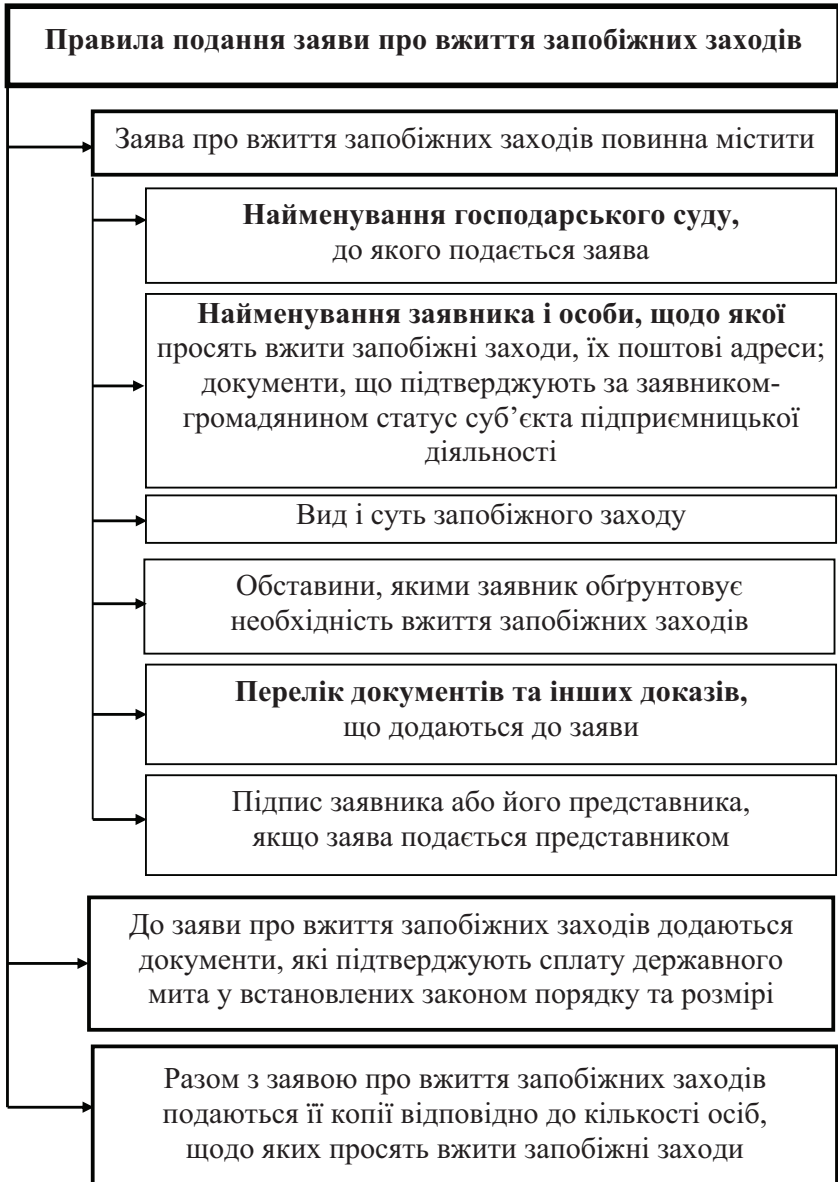 Правила подання заяви про вжиття запобіжних заходів
Заява про вжиття запобіжних заходів повинна містити
Найменування господарського суду,
до якого подається заява
Найменування заявника і особи, щодо якої
просять вжити запобіжні заходи, їх поштові адреси;
документи, що підтверджують за заявником-
громадянином статус суб’єкта підприємницької
діяльності
Вид і суть запобіжного заходу
Обставини, якими заявник обґрунтовує
необхідність вжиття запобіжних заходів
Перелік документів та інших доказів,
що додаються до заяви
Підпис заявника або його представника,
якщо заява подається представником
До заяви про вжиття запобіжних заходів додаються
документи, які підтверджують сплату державного
мита у встановлених законом порядку та розмірі
Разом з заявою про вжиття запобіжних заходів
подаються її копії відповідно до кількості осіб,
щодо яких просять вжити запобіжні заходи